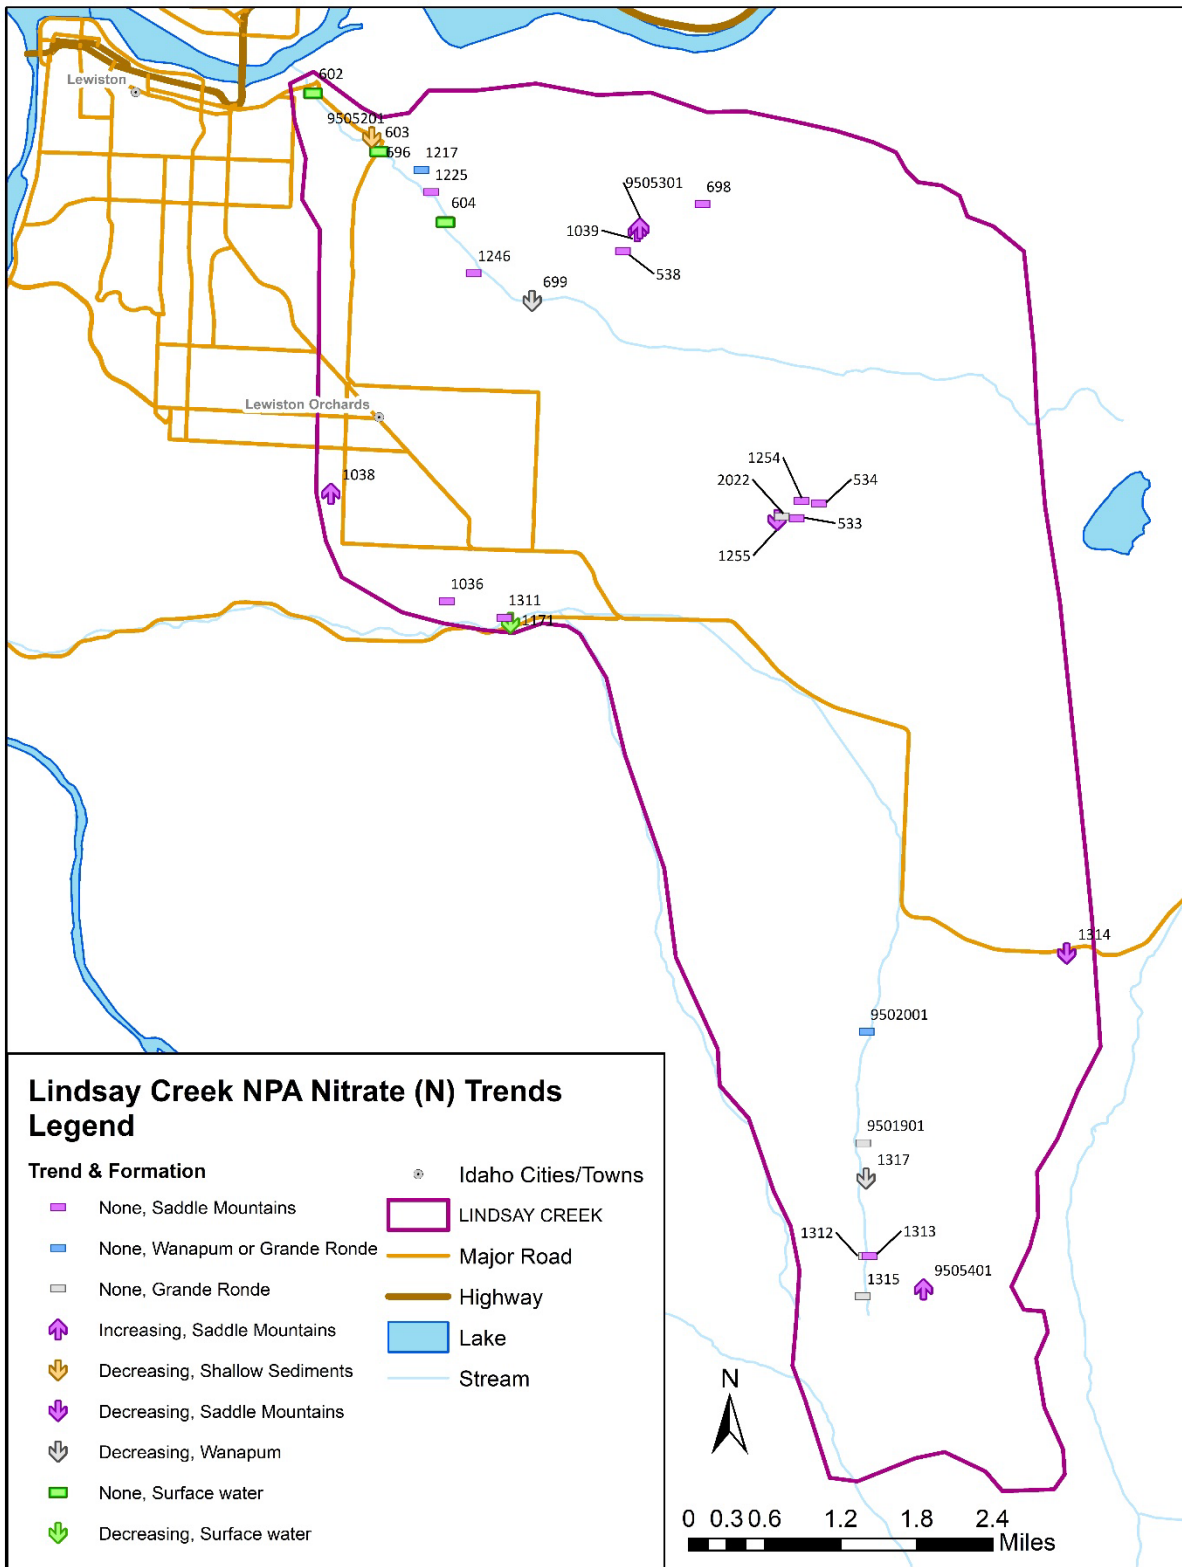 602
Lewiston
9505201
603
696
1217
1225
9505301
698
604
1039
1246
538
699
Lewiston Orchards
1254
534
1038
2022
533
1255
1036
1311
1171
1314
9502001
9501901
1317
1312
1313
1315
9505401
Lindsay Creek NPA Nitrate (N) Trends
Legend
Trend & Formation
None, Saddle Mountains
None, Wanapum or Grande Ronde
None, Grande Ronde
Increasing, Saddle Mountains
Decreasing, Shallow Sediments
Decreasing, Saddle Mountains
Decreasing, Wanapum
None, Surface water
Decreasing, Surface water
Idaho Cities/Towns
LINDSAY CREEK
Major Road
Highway
Lake
Stream
N
0 0.3 0.6 1.2 1.8 2.4
Miles